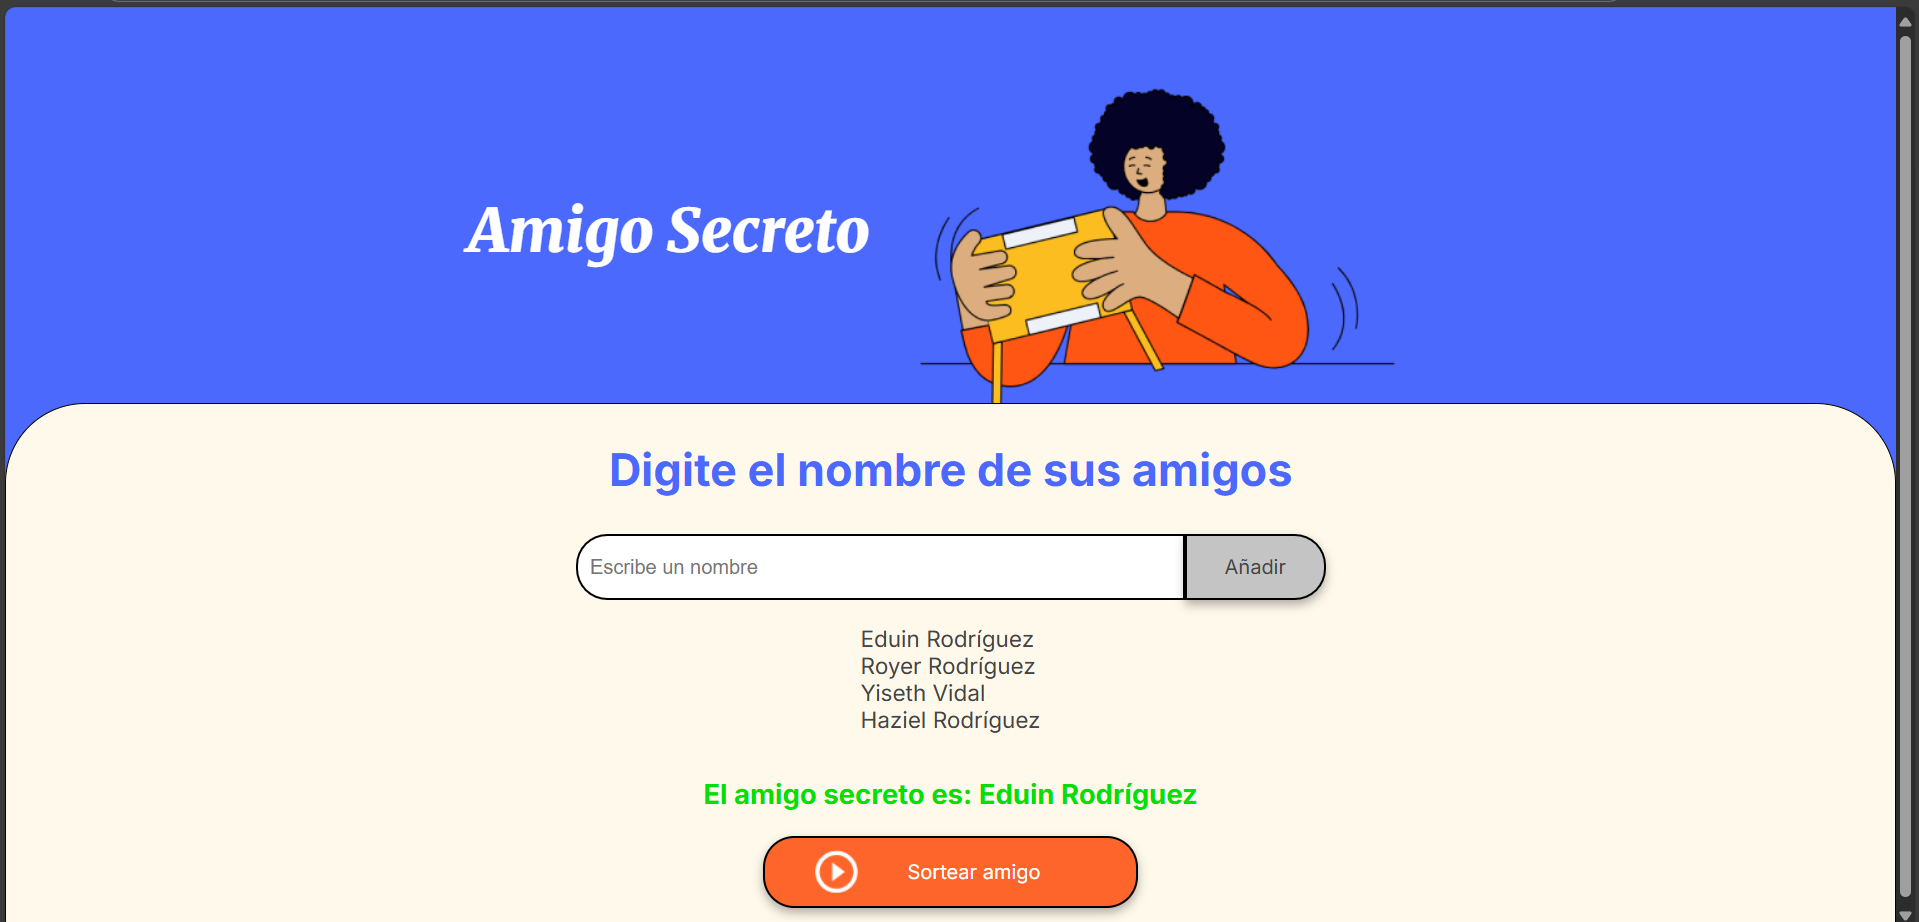 Amigo Secreto
Digite el nombre de sus amigos
Escribe un nombre
Añadir
Eduin Rodríguez
Royer Rodríguez
Yiseth Vidal
Haziel Rodríguez
El amigo secreto es: Eduin Rodríguez
Sortear amigo